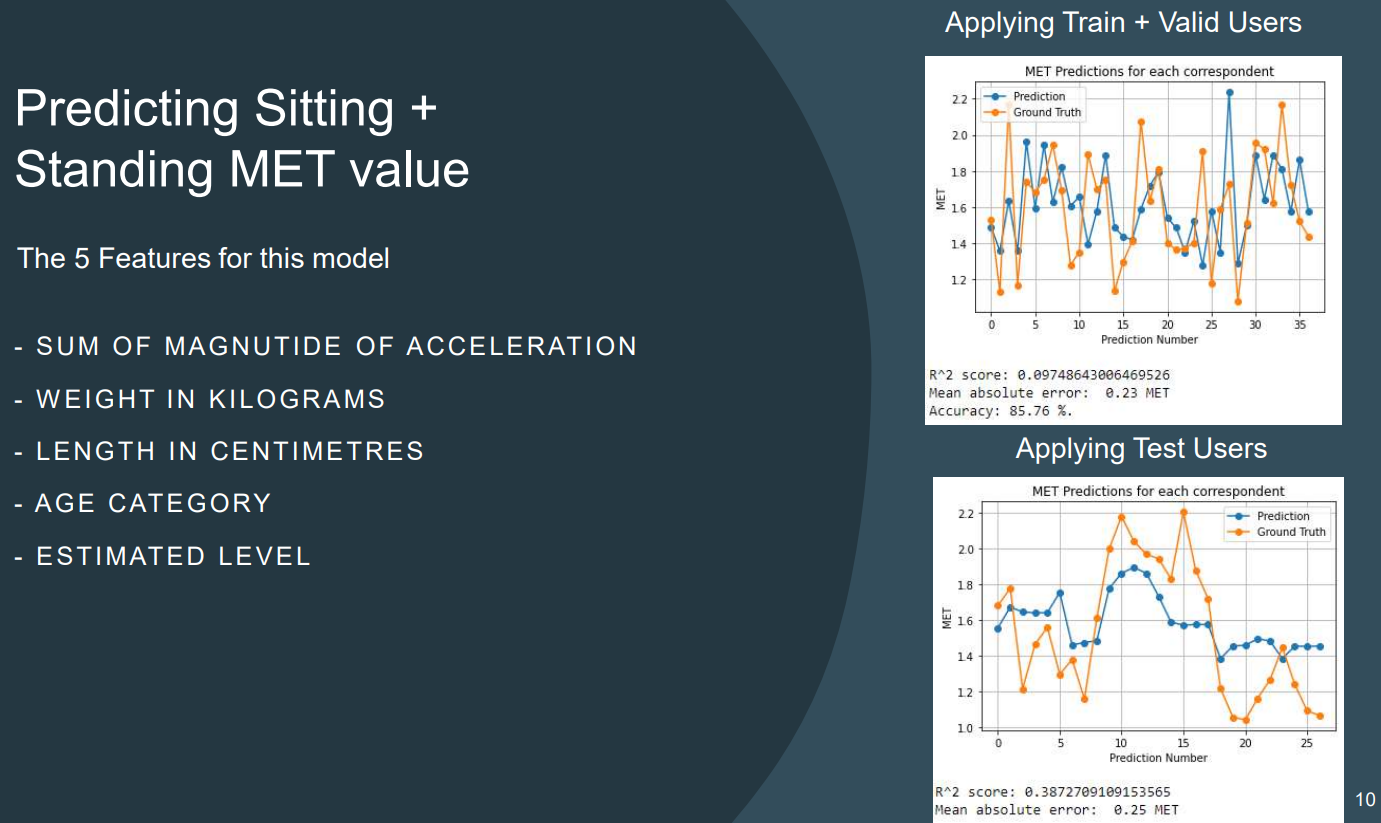 Predicting Sitting +
Standing MET value
The 5 Features for this model
- SUM OF MAGNUTIDE OF ACCELERATION
- WEIGHT IN KILOGRAMS
- LENGTH IN CENTIMETRES
- AGE CATEGORY
- ESTIMATED LEVEL
Applying Train + Valid Users
MET Predictions for each correspondent
Prediction
Ground Truth
MET
2.2
2.0
1.8
1.6
1.4
1.2
0 5 10 15 20 25 30 35
Prediction Number
R^2 score: 0.09748643006469526
Mean absolute error: 0.23 MET
Accuracy: 85.76 %.
Applying Test Users
MET Predictions for each correspondent
Prediction
Ground Truth
MET
2.2
2.0
1.8
1.6
1.4
1.2
1.0
0 5 10 15 20 25
Prediction Number
R^2 score: 0.3872709109153565
Mean absolute error: 0.25 MET
10